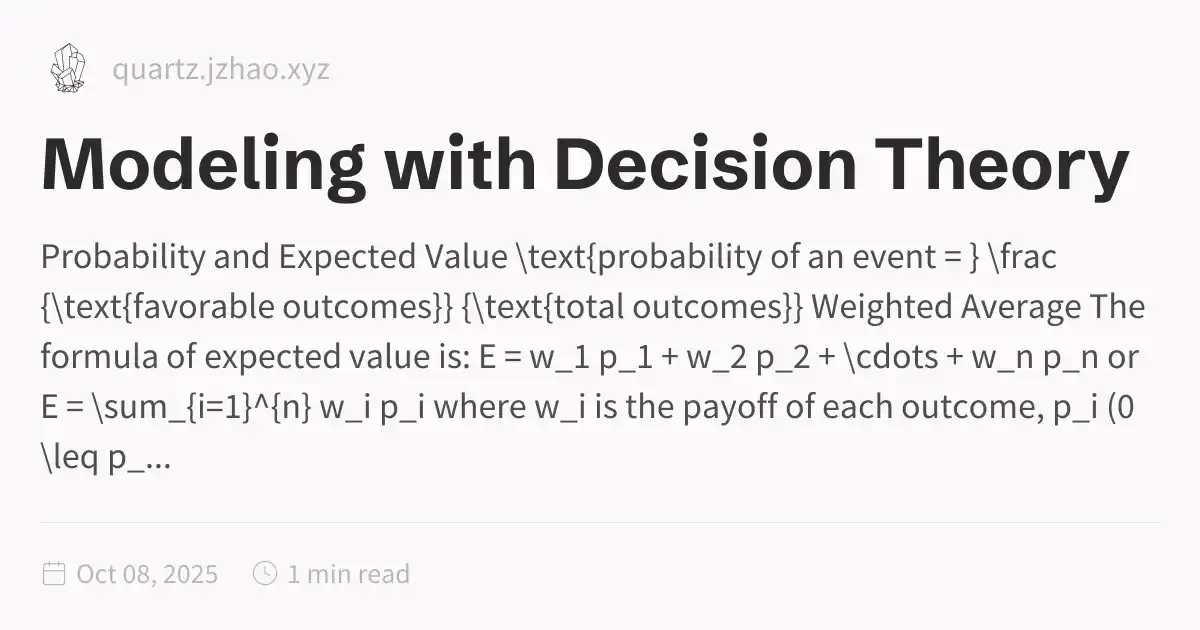 quartz.jzhao.xyz
Modeling with Decision Theory
Probability and Expected Value \text{probability of an event = } \frac
{\text{favorable outcomes}} {\text{total outcomes}} Weighted Average The
formula of expected value is: E = w_1 p_1 + w_2 p_2 + \cdots + w_n p_n or
E = \sum_{i=1}^{n} w_i p_i where w_i is the payoff of each outcome, p_i (0
\leq p_...
Oct 08, 2025 1 min read